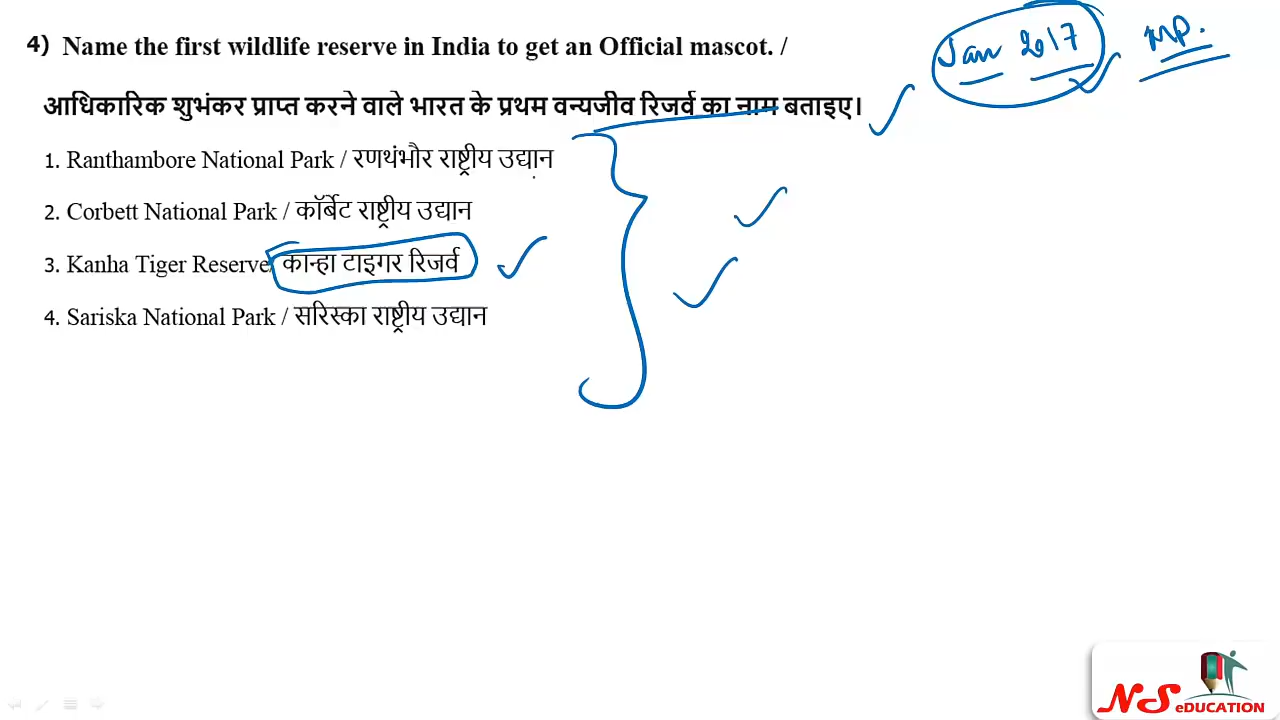 4) Name the first wildlife reserve in India to get an Official mascot. /
आधिकारिक शुभंकर प्राप्त करने वाले भारत के प्रथम वन्यजीव रिजर्व का नाम बताइए।
1. Ranthambore National Park / रणथंभौर राष्ट्रीय उद्यान
2. Corbett National Park / कॉर्बेट राष्ट्रीय उद्यान
3. Kanha Tiger Reserve/ कान्हा टाइगर रिजर्व
4. Sariska National Park / सरिस्का राष्ट्रीय उद्यान
Jan 2017
MP.
NS eDUCATION